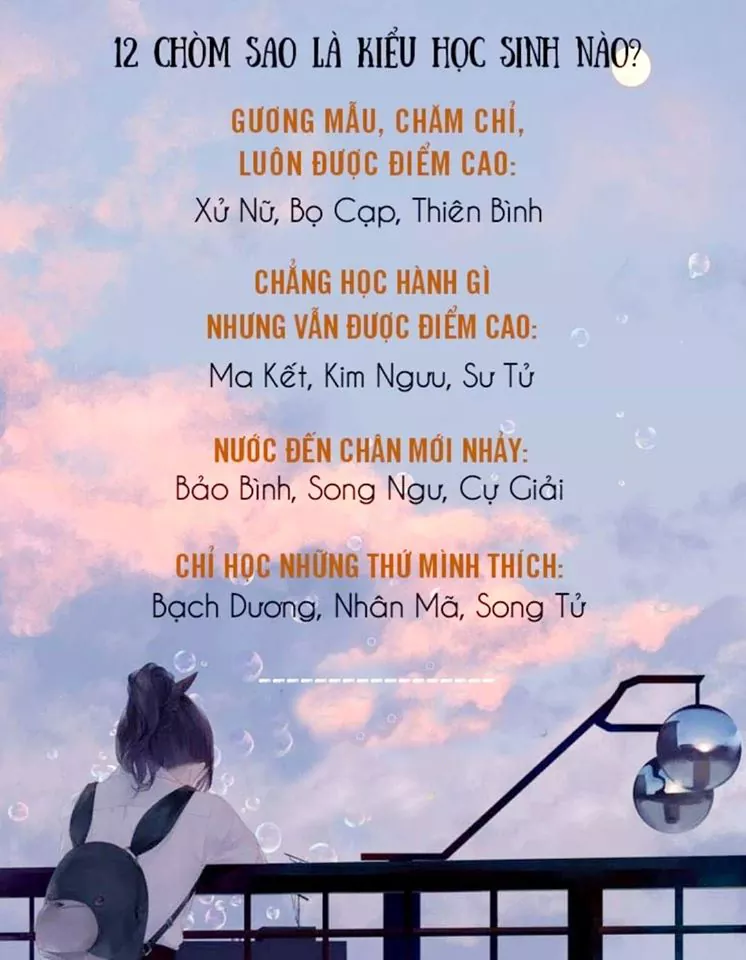 12 CHÒM SAO LÀ KIỂU HỌC SINH NÀO?
GƯƠNG MẪU, CHĂM CHỈ,
LUÔN ĐƯỢC ĐIỂM CAO:
Xử Nữ, Bọ Cạp, Thiên Bình
CHẲNG HỌC HÀNH GÌ
NHƯNG VẪN ĐƯỢC ĐIỂM CAO:
Ma Kết, Kim Ngưu, Sư Tử
NƯỚC ĐẾN CHÂN MỚI NHẢY:
Bảo Bình, Song Ngư, Cự Giải
CHỈ HỌC NHỮNG THỨ MÌNH THÍCH:
Bạch Dương, Nhân Mã, Song Tử